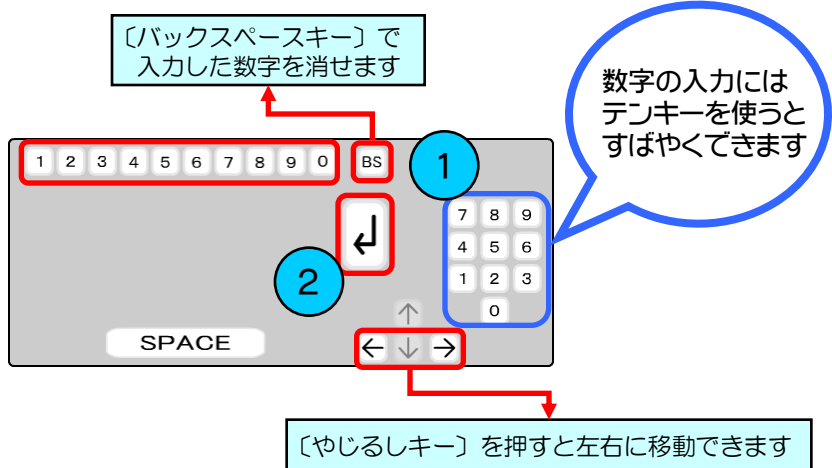 〔バックスペースキー〕で
入力した数字を消せます
数字の入力には
テンキーを使うと
すばやくできます
1 2 3 4 5 6 7 8 9 0 BS
1
7 8 9
4 5 6
1 2 3
0
↲
2
↑
SPACE
← ↓ →
〔やじるしキー〕を押すと左右に移動できます